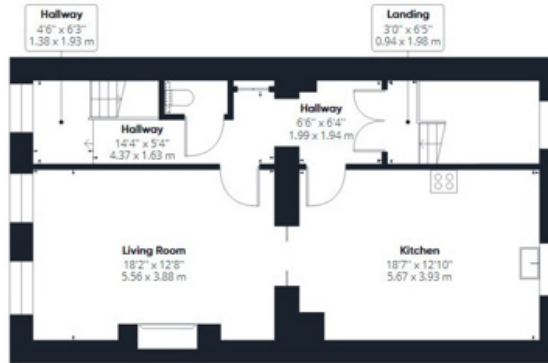 Hallway
4'6" x 6'3"
1.38 x 1.93 m
Landing
3'0" x 6'5"
0.94 x 1.98 m
Hallway
14'4" x 5'4"
4.37 x 1.63 m
Hallway
6'6" x 6'4"
1.99 x 1.94 m
Living Room
18'2" x 12'8"
5.56 x 3.88 m
Kitchen
18'7" x 12'10"
5.67 x 3.93 m